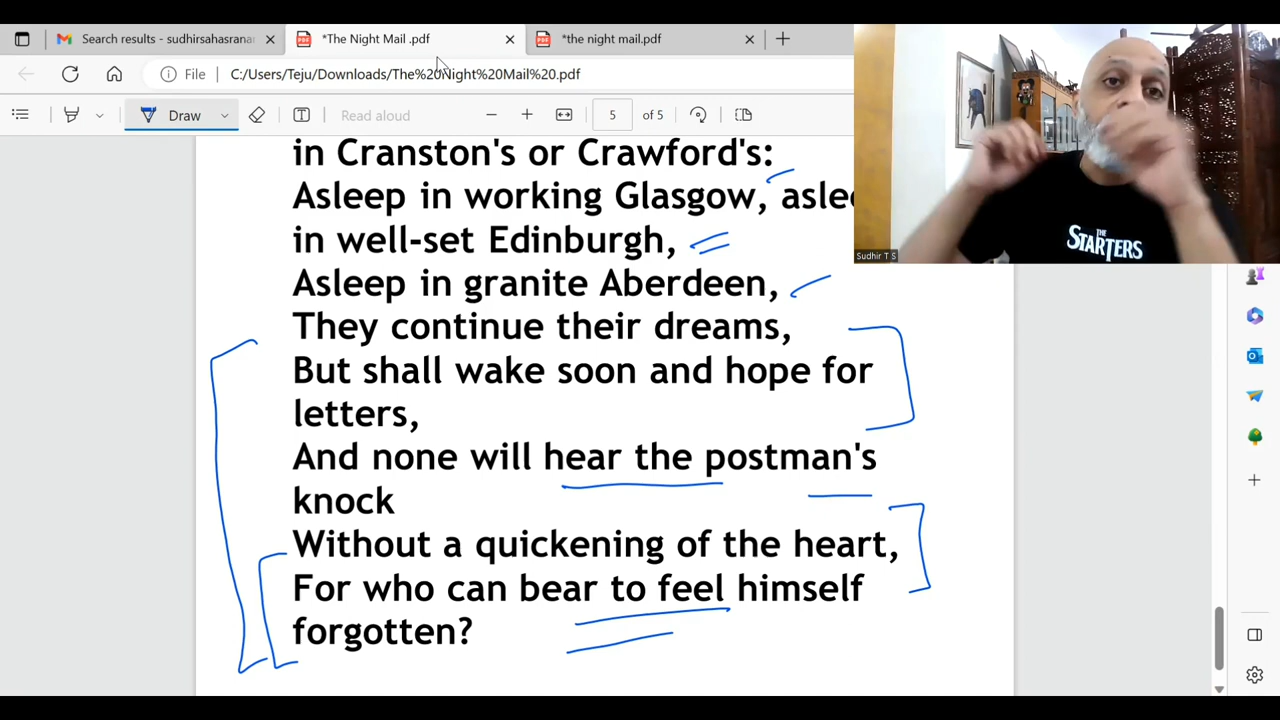 Search results - sudhirsahasrana
*The Night Mail .pdf
*the night mail.pdf
File
C:/Users/Teju/Downloads/The%20Night%20Mail%20.pdf
Draw
Read aloud
5
of 5
in Cranston's or Crawford's:
Asleep in working Glasgow, aslee
in well-set Edinburgh,
Asleep in granite Aberdeen,
They continue their dreams,
But shall wake soon and hope for
letters,
And none will hear the postman's
knock
Without a quickening of the heart,
For who can bear to feel himself
forgotten?
THE
STARTERS
Sudhir T S